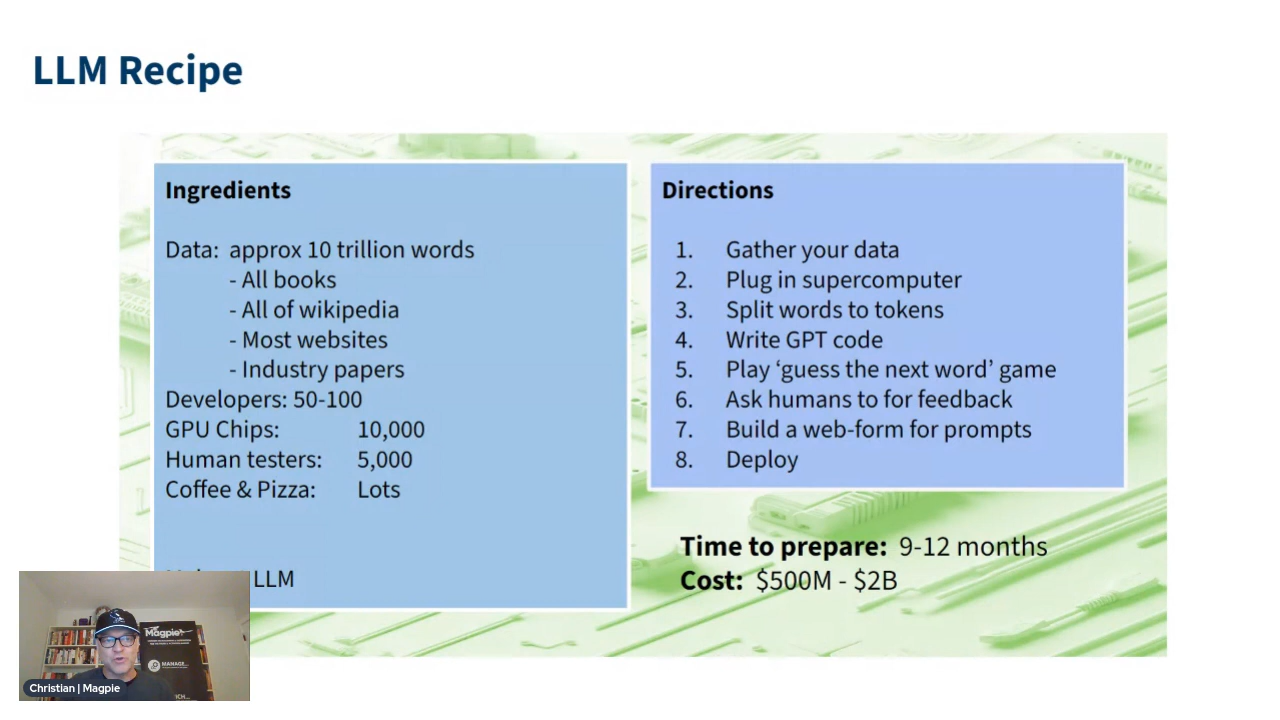 LLM Recipe
Ingredients
Data: approx 10 trillion words
- All books
- All of wikipedia
- Most websites
- Industry papers
Developers: 50-100
GPU Chips: 10,000
Human testers: 5,000
Coffee & Pizza: Lots
LLM
Directions
1. Gather your data
2. Plug in supercomputer
3. Split words to tokens
4. Write GPT code
5. Play ‘guess the next word’ game
6. Ask humans to for feedback
7. Build a web-form for prompts
8. Deploy
Time to prepare: 9-12 months
Cost: $500M - $2B
Magpie
MANAGE
Christian | Magpie